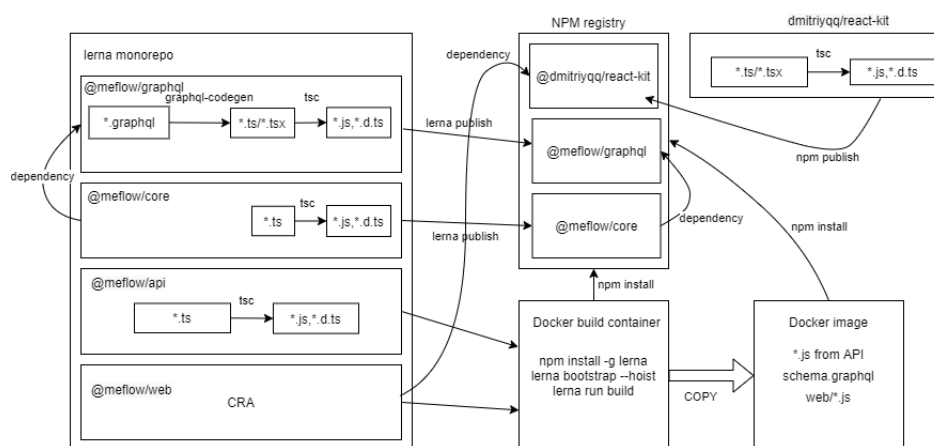 lerna monorepo
@meflow/graphql
graphql-codegen
tsc
*.graphql
*.ts/*.tsx
*.js,*.d.ts
dependency
@meflow/core
tsc
*.ts
*.js,*.d.ts
@meflow/api
tsc
*.ts
*.js,*.d.ts
@meflow/web
CRA
dependency
lerna publish
lerna publish
NPM registry
@dmitriyqq/react-kit
@meflow/graphql
@meflow/core
dependency
npm install
dmitriyqq/react-kit
tsc
*.ts/*.tsx
*.js,*.d.ts
npm publish
npm install
Docker build container
npm install -g lerna
lerna bootstrap --hoist
lerna run build
COPY
Docker image
*.js from API
schema.graphql
web/*.js